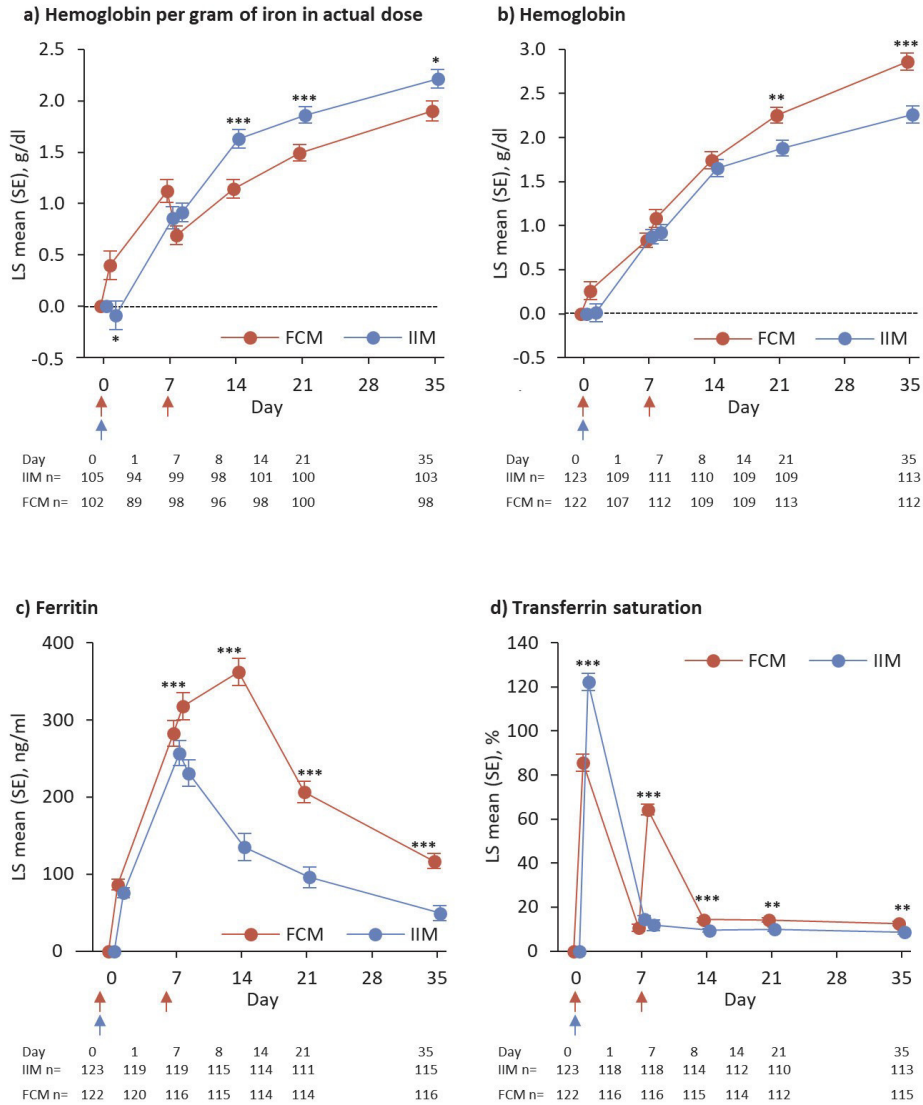 a) Hemoglobin per gram of iron in actual dose
LS mean (SE), g/dl
2.5
2.0
1.5
1.0
0.5
0.0
-0.5
*
***
***
*
FCM
IIM
0 7 14 21 28 35
Day
Day 0 1 7 8 14 21 35
IIM n= 105 94 99 98 101 100 103
FCM n= 102 89 98 96 98 100 98
b) Hemoglobin
LS mean (SE), g/dl
3.0
2.5
2.0
1.5
1.0
0.5
0.0
-0.5
**
***
FCM
IIM
0 7 14 21 28 35
Day
Day 0 1 7 8 14 21 35
IIM n= 123 109 111 110 109 109 113
FCM n= 122 107 112 109 109 113 112
c) Ferritin
LS mean (SE), ng/ml
400
300
200
100
0
***
***
***
***
FCM
IIM
0 7 14 21 28 35
Day
Day 0 1 7 8 14 21 35
IIM n= 123 119 119 115 114 111 115
FCM n= 122 120 116 115 114 114 116
d) Transferrin saturation
LS mean (SE), %
140
120
100
80
60
40
20
0
***
***
***
**
**
FCM
IIM
0 7 14 21 28 35
Day
Day 0 1 7 8 14 21 35
IIM n= 123 118 118 114 112 110 113
FCM n= 122 116 116 115 114 112 115